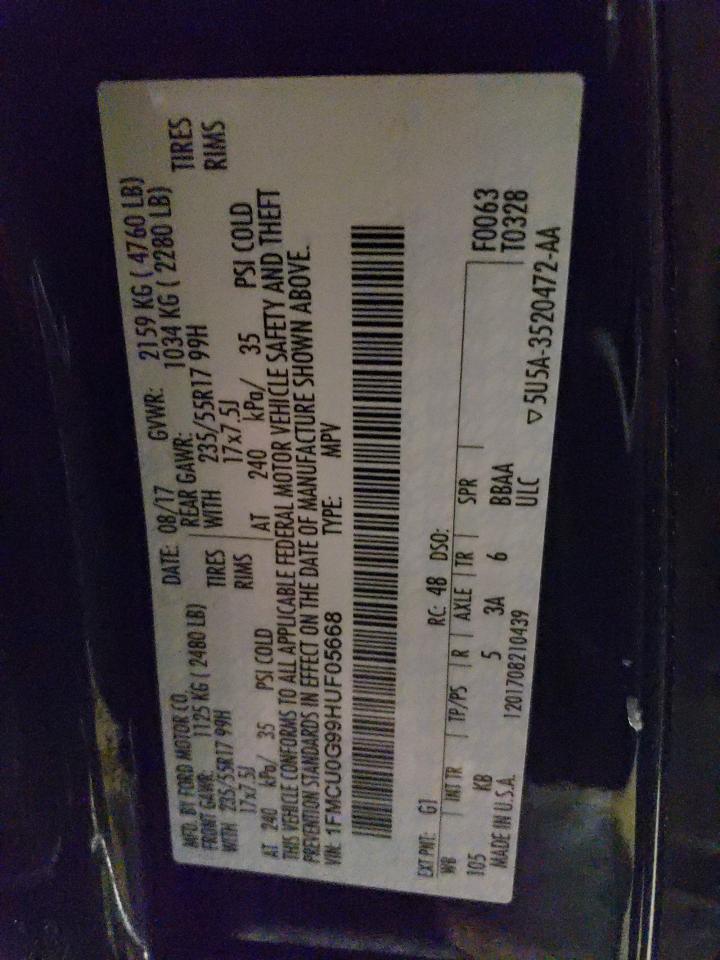 MFD. BY FORD MOTOR CO. DATE: 08/17 GVWR: 2159 KG ( 4760 LB)
FRONT GAWR: 1125 KG ( 2480 LB) REAR GAWR: 1034 KG ( 2280 LB)
WITH 235/55R17 99H TIRES WITH 235/55R17 99H TIRES
17x7.5J RIMS 17x7.5J RIMS
AT 240 kPa/ 35 PSI COLD AT 240 kPa/ 35 PSI COLD
THIS VEHICLE CONFORMS TO ALL APPLICABLE FEDERAL MOTOR VEHICLE SAFETY AND THEFT
PREVENTION STANDARDS IN EFFECT ON THE DATE OF MANUFACTURE SHOWN ABOVE.
VIN: 1FMCU0G99HUF05668 TYPE: MPV
EXT PNT: G1 RC: 48 DSO: F0063
WB INT TR TP/PS R AXLE TR SPR T0328
105 KB 5 3A 6 BBAA
MADE IN U.S.A. 1201708210439 ULC ▽5U5A-3520472-AA